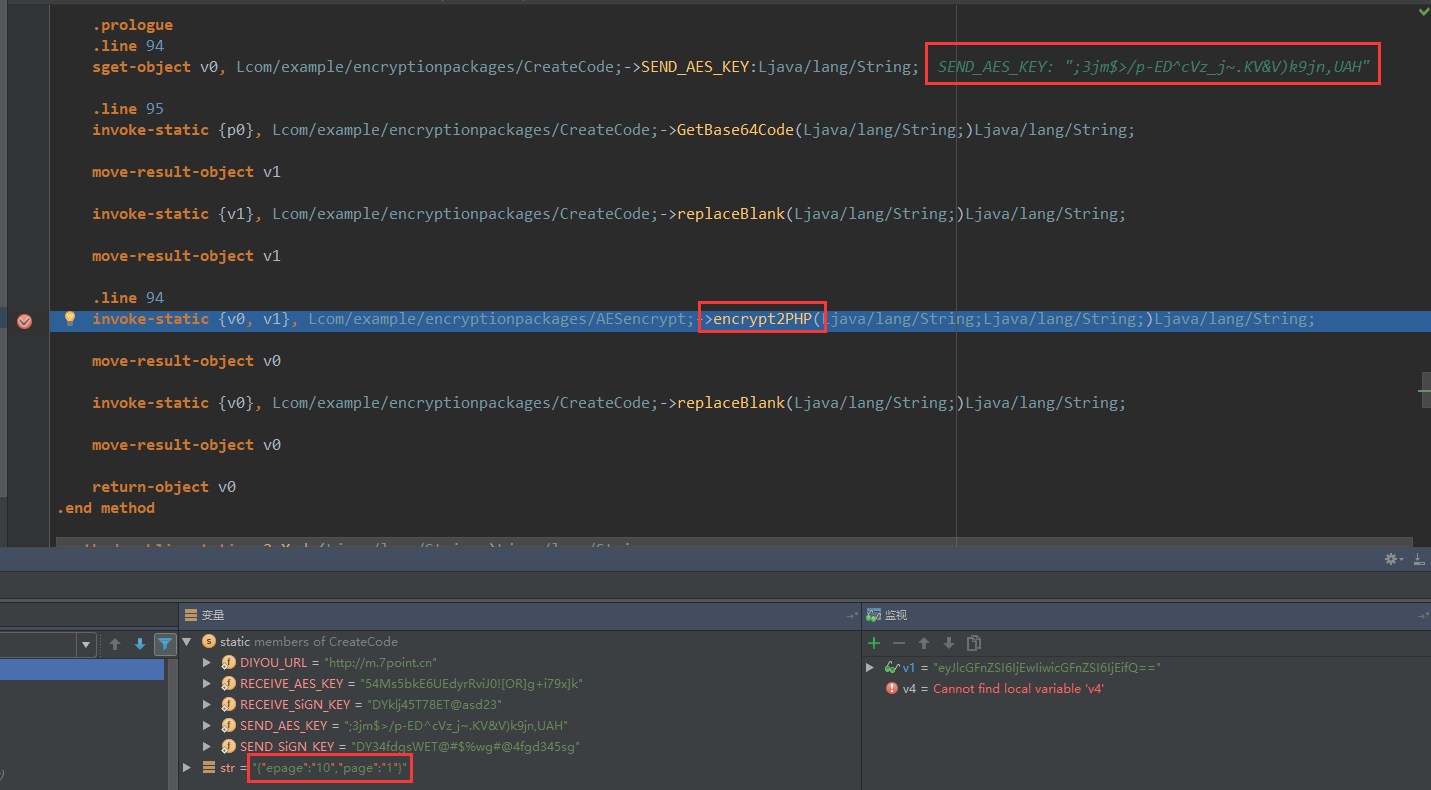 .prologue
.line 94
sget-object v0, Lcom/example/encryptionpackages/CreateCode;->SEND_AES_KEY:Ljava/lang/String; SEND_AES_KEY: ";3jm$>/p-ED^cVz_j~.KV&V)k9jn,UAH"
.line 95
invoke-static {p0}, Lcom/example/encryptionpackages/CreateCode;->GetBase64Code(Ljava/lang/String;)Ljava/lang/String;
move-result-object v1
invoke-static {v1}, Lcom/example/encryptionpackages/CreateCode;->replaceBlank(Ljava/lang/String;)Ljava/lang/String;
move-result-object v1
.line 94
invoke-static {v0, v1}, Lcom/example/encryptionpackages/AESencrypt;->encrypt2PHP(Ljava/lang/String;Ljava/lang/String;)Ljava/lang/String;
move-result-object v0
invoke-static {v0}, Lcom/example/encryptionpackages/CreateCode;->replaceBlank(Ljava/lang/String;)Ljava/lang/String;
move-result-object v0
return-object v0
.end method
变量
static members of CreateCode
DIYOU_URL = "http://m.7point.cn"
RECEIVE_AES_KEY = "54Ms5bkE6UEdyrRviJ0![OR]g+i79x]k"
RECEIVE_SiGN_KEY = "DYklj45T78ET@asd23"
SEND_AES_KEY = ";3jm$>/p-ED^cVz_j~.KV&V)k9jn,UAH"
SEND_SiGN_KEY = "DY34fdgsWET@#$%wg#@4fgd345sg"
str = "{"epage":"10","page":"1"}"
监视
v1 = "eyJlcGFnZSI6IjEwIiwicGFnZSI6IjEifQ=="
v4 = Cannot find local variable 'v4'